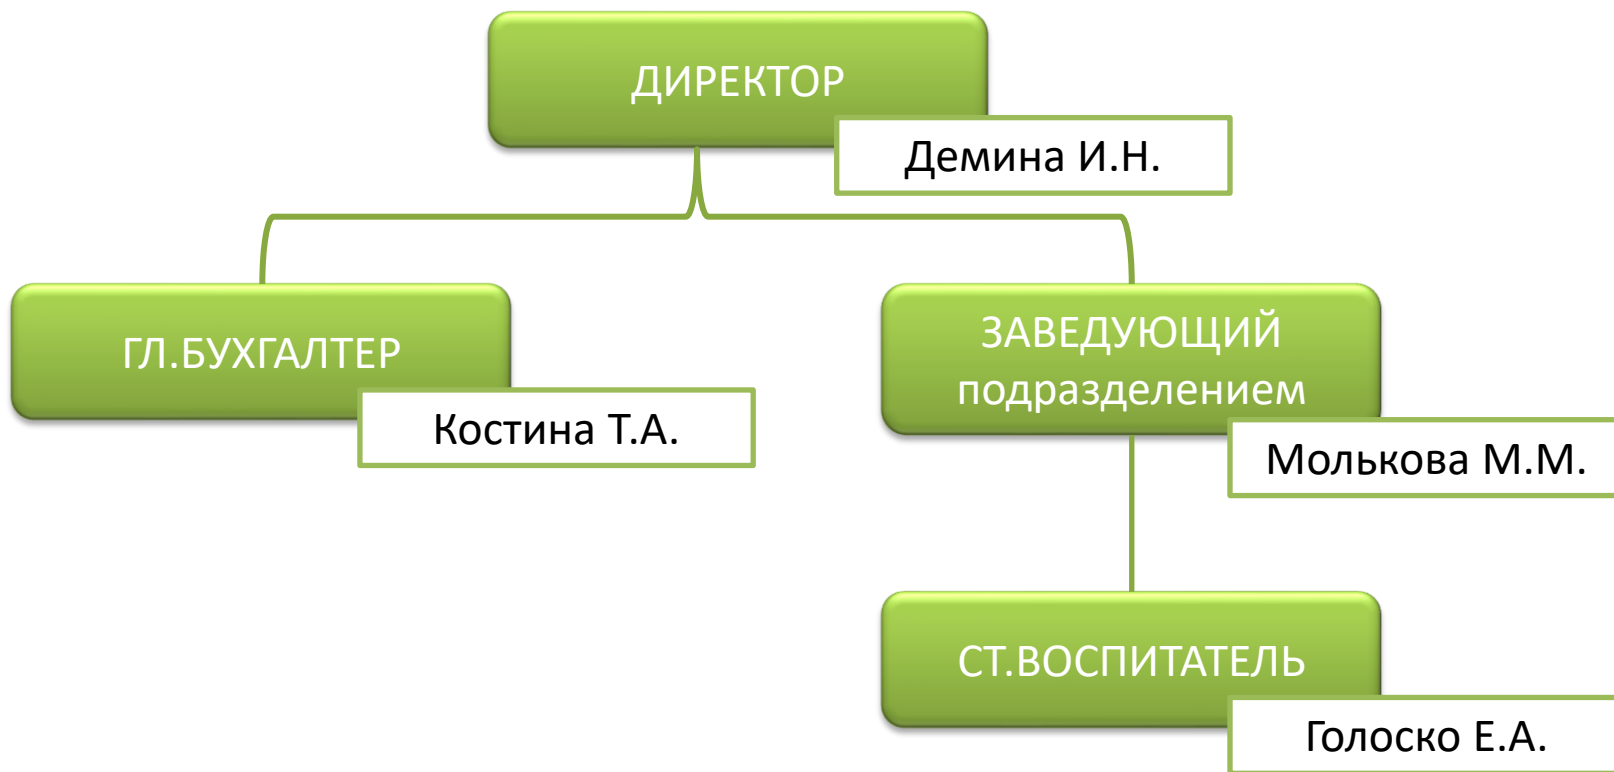 ДИРЕКТОР
Демина И.Н.
ГЛ.БУХГАЛТЕР
Костина Т.А.
ЗАВЕДУЮЩИЙ
подразделением
Молькова М.М.
СТ.ВОСПИТАТЕЛЬ
Голоско Е.А.